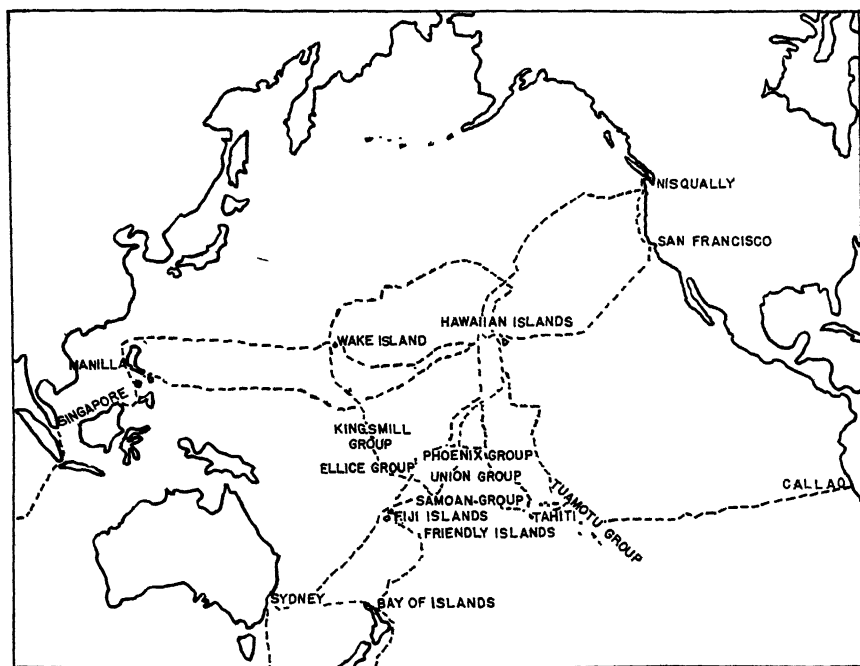 NISQUALLY
SAN FRANCISCO
HAWAIIAN ISLANDS
WAKE ISLAND
MANILLA
SINGAPORE
KINGSMILL
GROUP
ELLICE GROUP
PHOENIX GROUP
UNION GROUP
SAMOAN-GROUP
TUAMOTU GROUP
CALLAO
FIJI ISLANDS
TAHITI
FRIENDLY ISLANDS
SYDNEY
BAY OF ISLANDS